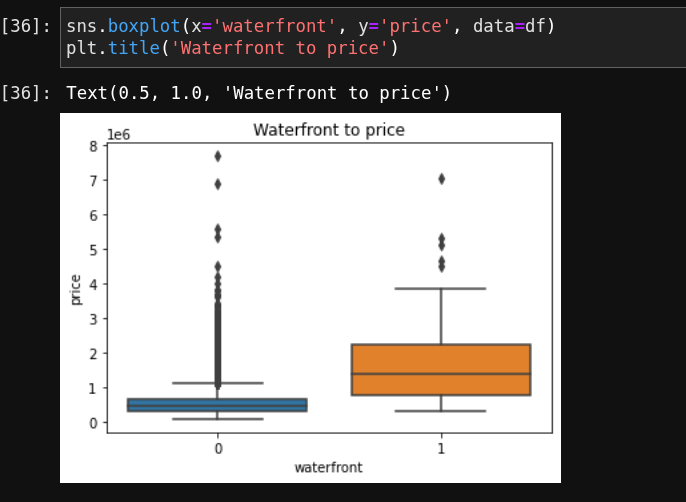 [36]: sns.boxplot(x='waterfront', y='price', data=df)
plt.title('Waterfront to price')
[36]: Text(0.5, 1.0, 'Waterfront to price')
Waterfront to price
1e6
8
7
6
5
4
3
2
1
0
price
0 1
waterfront